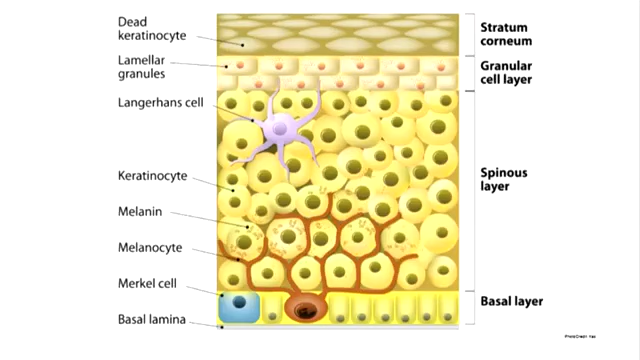 Dead
keratinocyte
Lamellar
granules
Langerhans cell
Keratinocyte
Melanin
Melanocyte
Merkel cell
Basal lamina
Stratum
corneum
Granular
cell layer
Spinous
layer
Basal layer